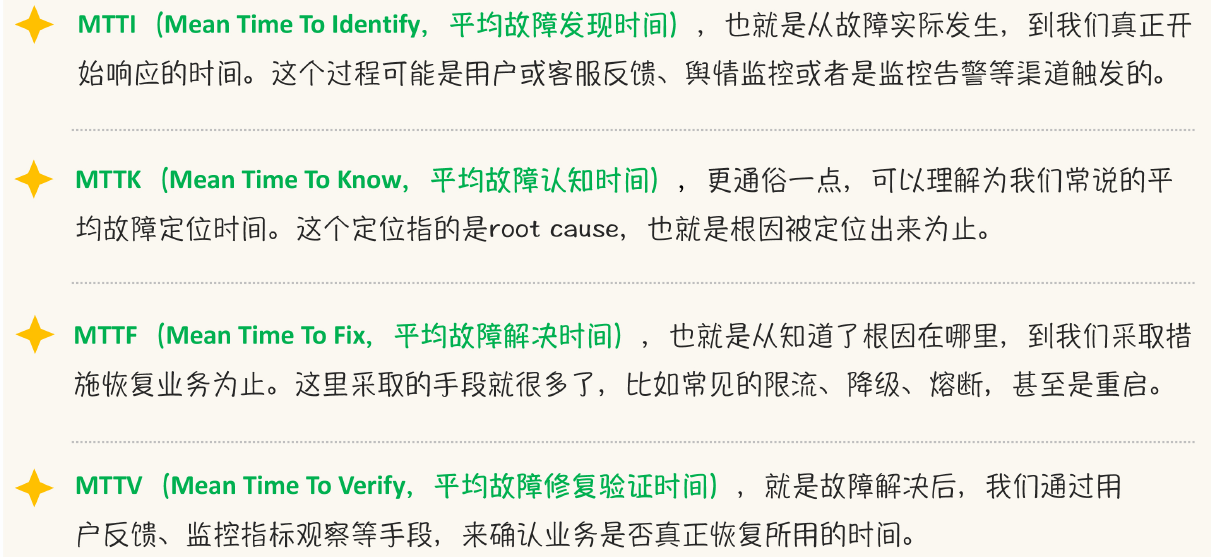 MTTI（Mean Time To Identify，平均故障发现时间），也就是从故障实际发生，到我们真正开
始响应的时间。这个过程可能是用户或客服反馈、舆情监控或者是监控告警等渠道触发的。
MTTK（Mean Time To Know，平均故障认知时间），更通俗一点，可以理解为我们常说的平
均故障定位时间。这个定位指的是root cause，也就是根因被定位出来为止。
MTTF（Mean Time To Fix，平均故障解决时间），也就是从知道了根因在哪里，到我们采取措
施恢复业务为止。这里采取的手段就很多了，比如常见的限流、降级、熔断，甚至是重启。
MTTV（Mean Time To Verify，平均故障修复验证时间），就是故障解决后，我们通过用
户反馈、监控指标观察等手段，来确认业务是否真正恢复所用的时间。